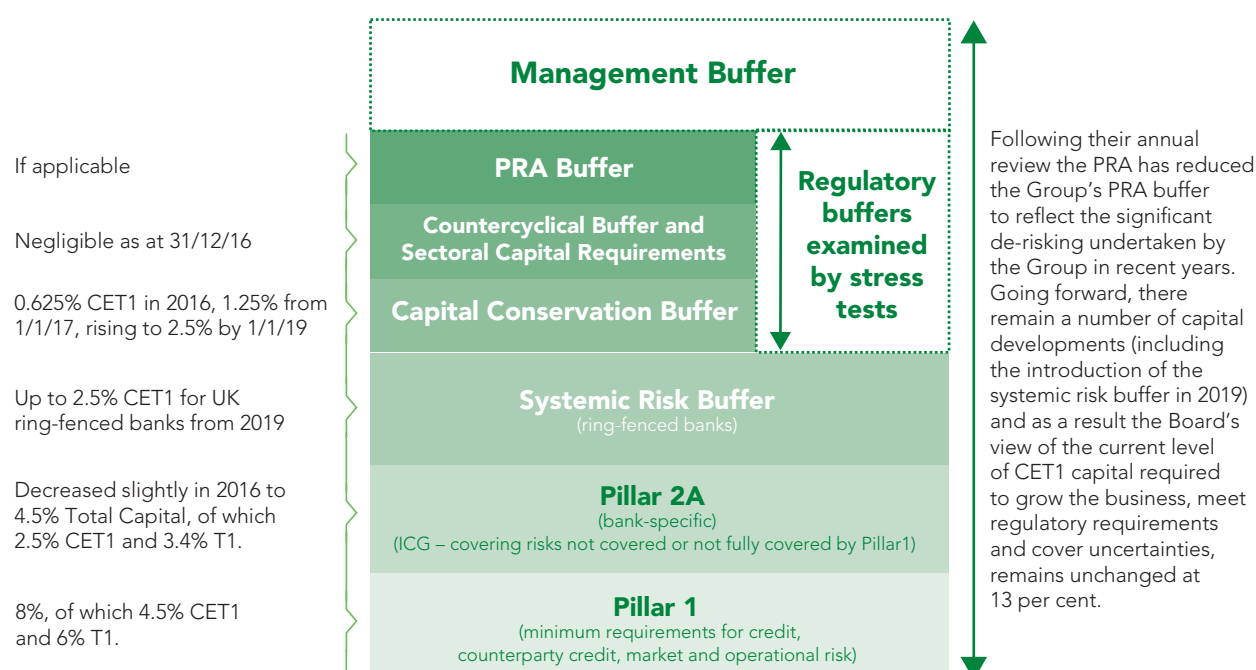 Management Buffer
If applicable
PRA Buffer
Negligible as at 31/12/16
Countercyclical Buffer and
Sectoral Capital Requirements
0.625% CET1 in 2016, 1.25% from
1/1/17, rising to 2.5% by 1/1/19
Capital Conservation Buffer
Regulatory
buffers
examined
by stress
tests
Up to 2.5% CET1 for UK
ring-fenced banks from 2019
Systemic Risk Buffer
(ring-fenced banks)
Decreased slightly in 2016 to
4.5% Total Capital, of which
2.5% CET1 and 3.4% T1.
Pillar 2A
(bank-specific)
(ICG – covering risks not covered or not fully covered by Pillar1)
8%, of which 4.5% CET1
and 6% T1.
Pillar 1
(minimum requirements for credit,
counterparty credit, market and operational risk)
Following their annual
review the PRA has reduced
the Group's PRA buffer
to reflect the significant
de-risking undertaken by
the Group in recent years.
Going forward, there
remain a number of capital
developments (including
the introduction of the
systemic risk buffer in 2019)
and as a result the Board's
view of the current level
of CET1 capital required
to grow the business, meet
regulatory requirements
and cover uncertainties,
remains unchanged at
13 per cent.